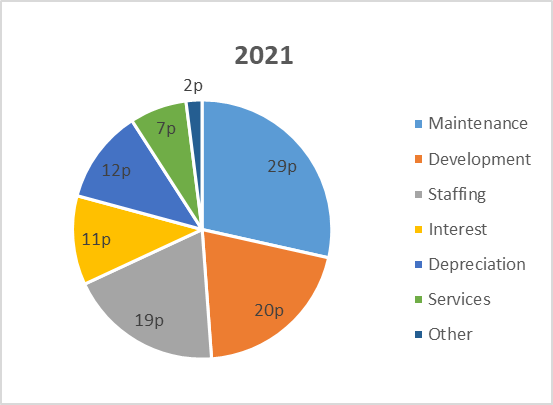 2021
2p
29p
20p
19p
11p
12p
7p
Maintenance
Development
Staffing
Interest
Depreciation
Services
Other